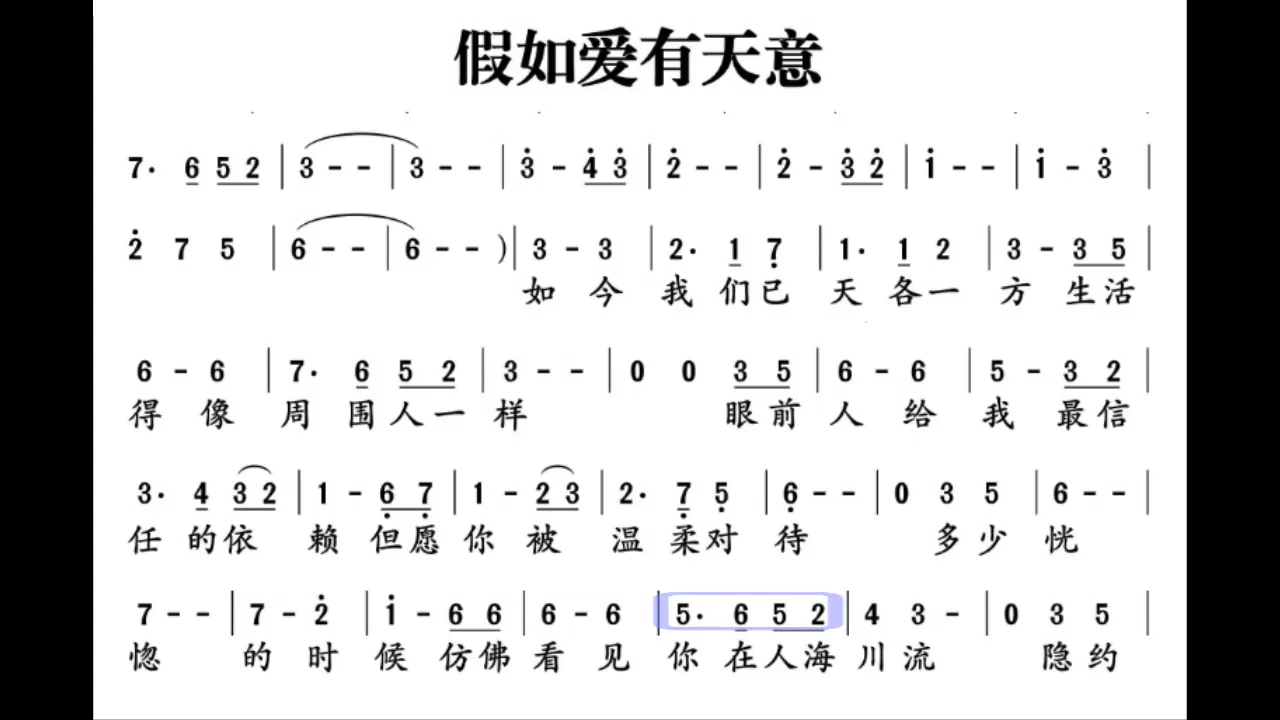 假如爱有天意
7· 6 5 2 | 3 - - | 3 - - | 3̇ - 4̇ 3̇ | 2̇ - - | 2̇ - 3̇ 2̇ | 1̇ - - | 1̇ - 3̇ |
2̇ 7 5 | 6 - - | 6 - - ) | 3 - 3 | 2· 1 7̣ | 1· 1 2 | 3 - 3 5 |
如 今 我 们已 天 各一 方 生活
6 - 6 | 7· 6 5 2 | 3 - - | 0 0 3 5 | 6 - 6 | 5 - 3 2 |
得 像 周 围人一 样 眼前 人 给 我 最信
3· 4 3 2 | 1 - 6̣ 7̣ | 1 - 2 3 | 2· 7̣ 5̣ | 6̣ - - | 0 3 5 | 6 - - |
任 的依 赖 但愿 你 被 温 柔对 待 多少 恍
7 - - | 7 - 2̇ | 1̇ - 6 6 | 6 - 6 | 5· 6 5 2 | 4 3 - | 0 3 5 |
惚 的 时 候 仿佛 看 见 你 在人海 川流 隐约